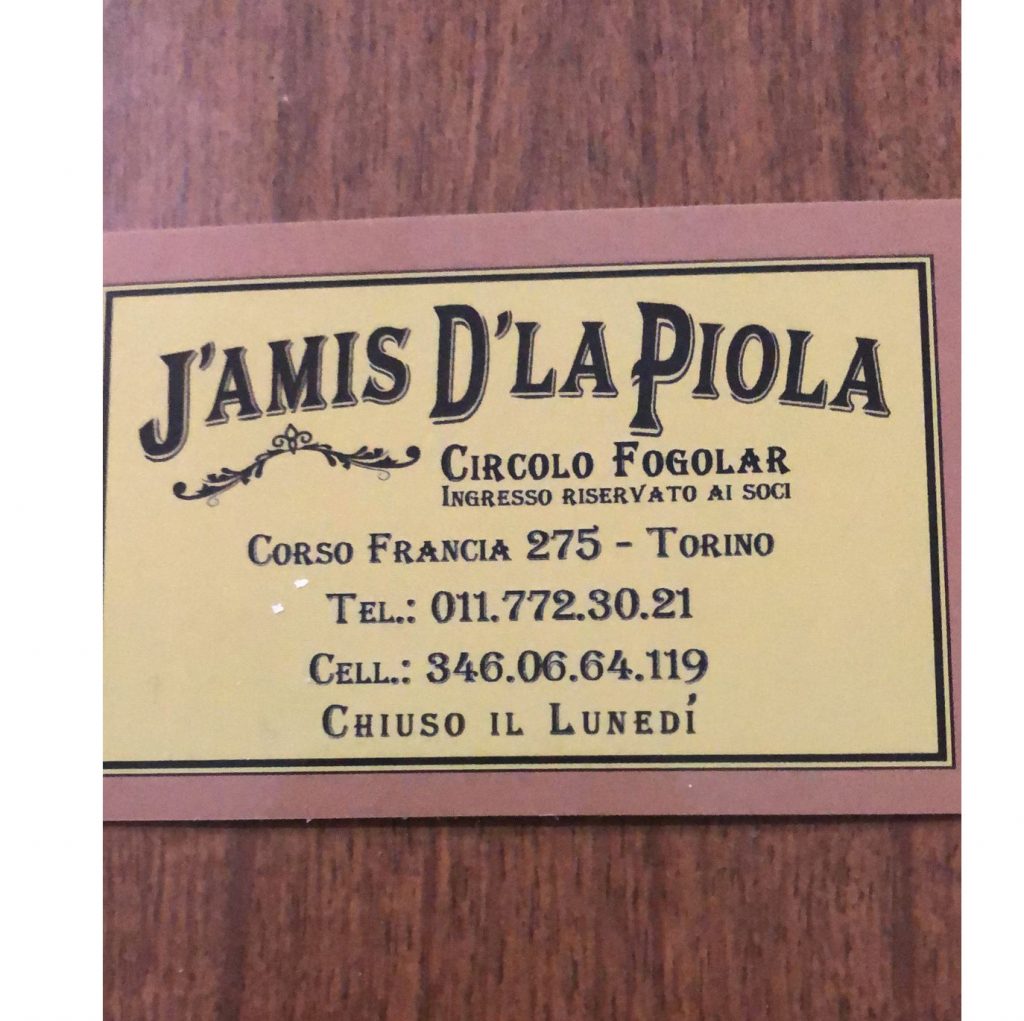 J'AMIS D'LA PIOLA
CIRCOLO FOGOLAR
INGRESSO RISERVATO AI SOCI
CORSO FRANCIA 275 - TORINO
TEL.: 011.772.30.21
CELL.: 346.06.64.119
CHIUSO IL LUNEDÍ